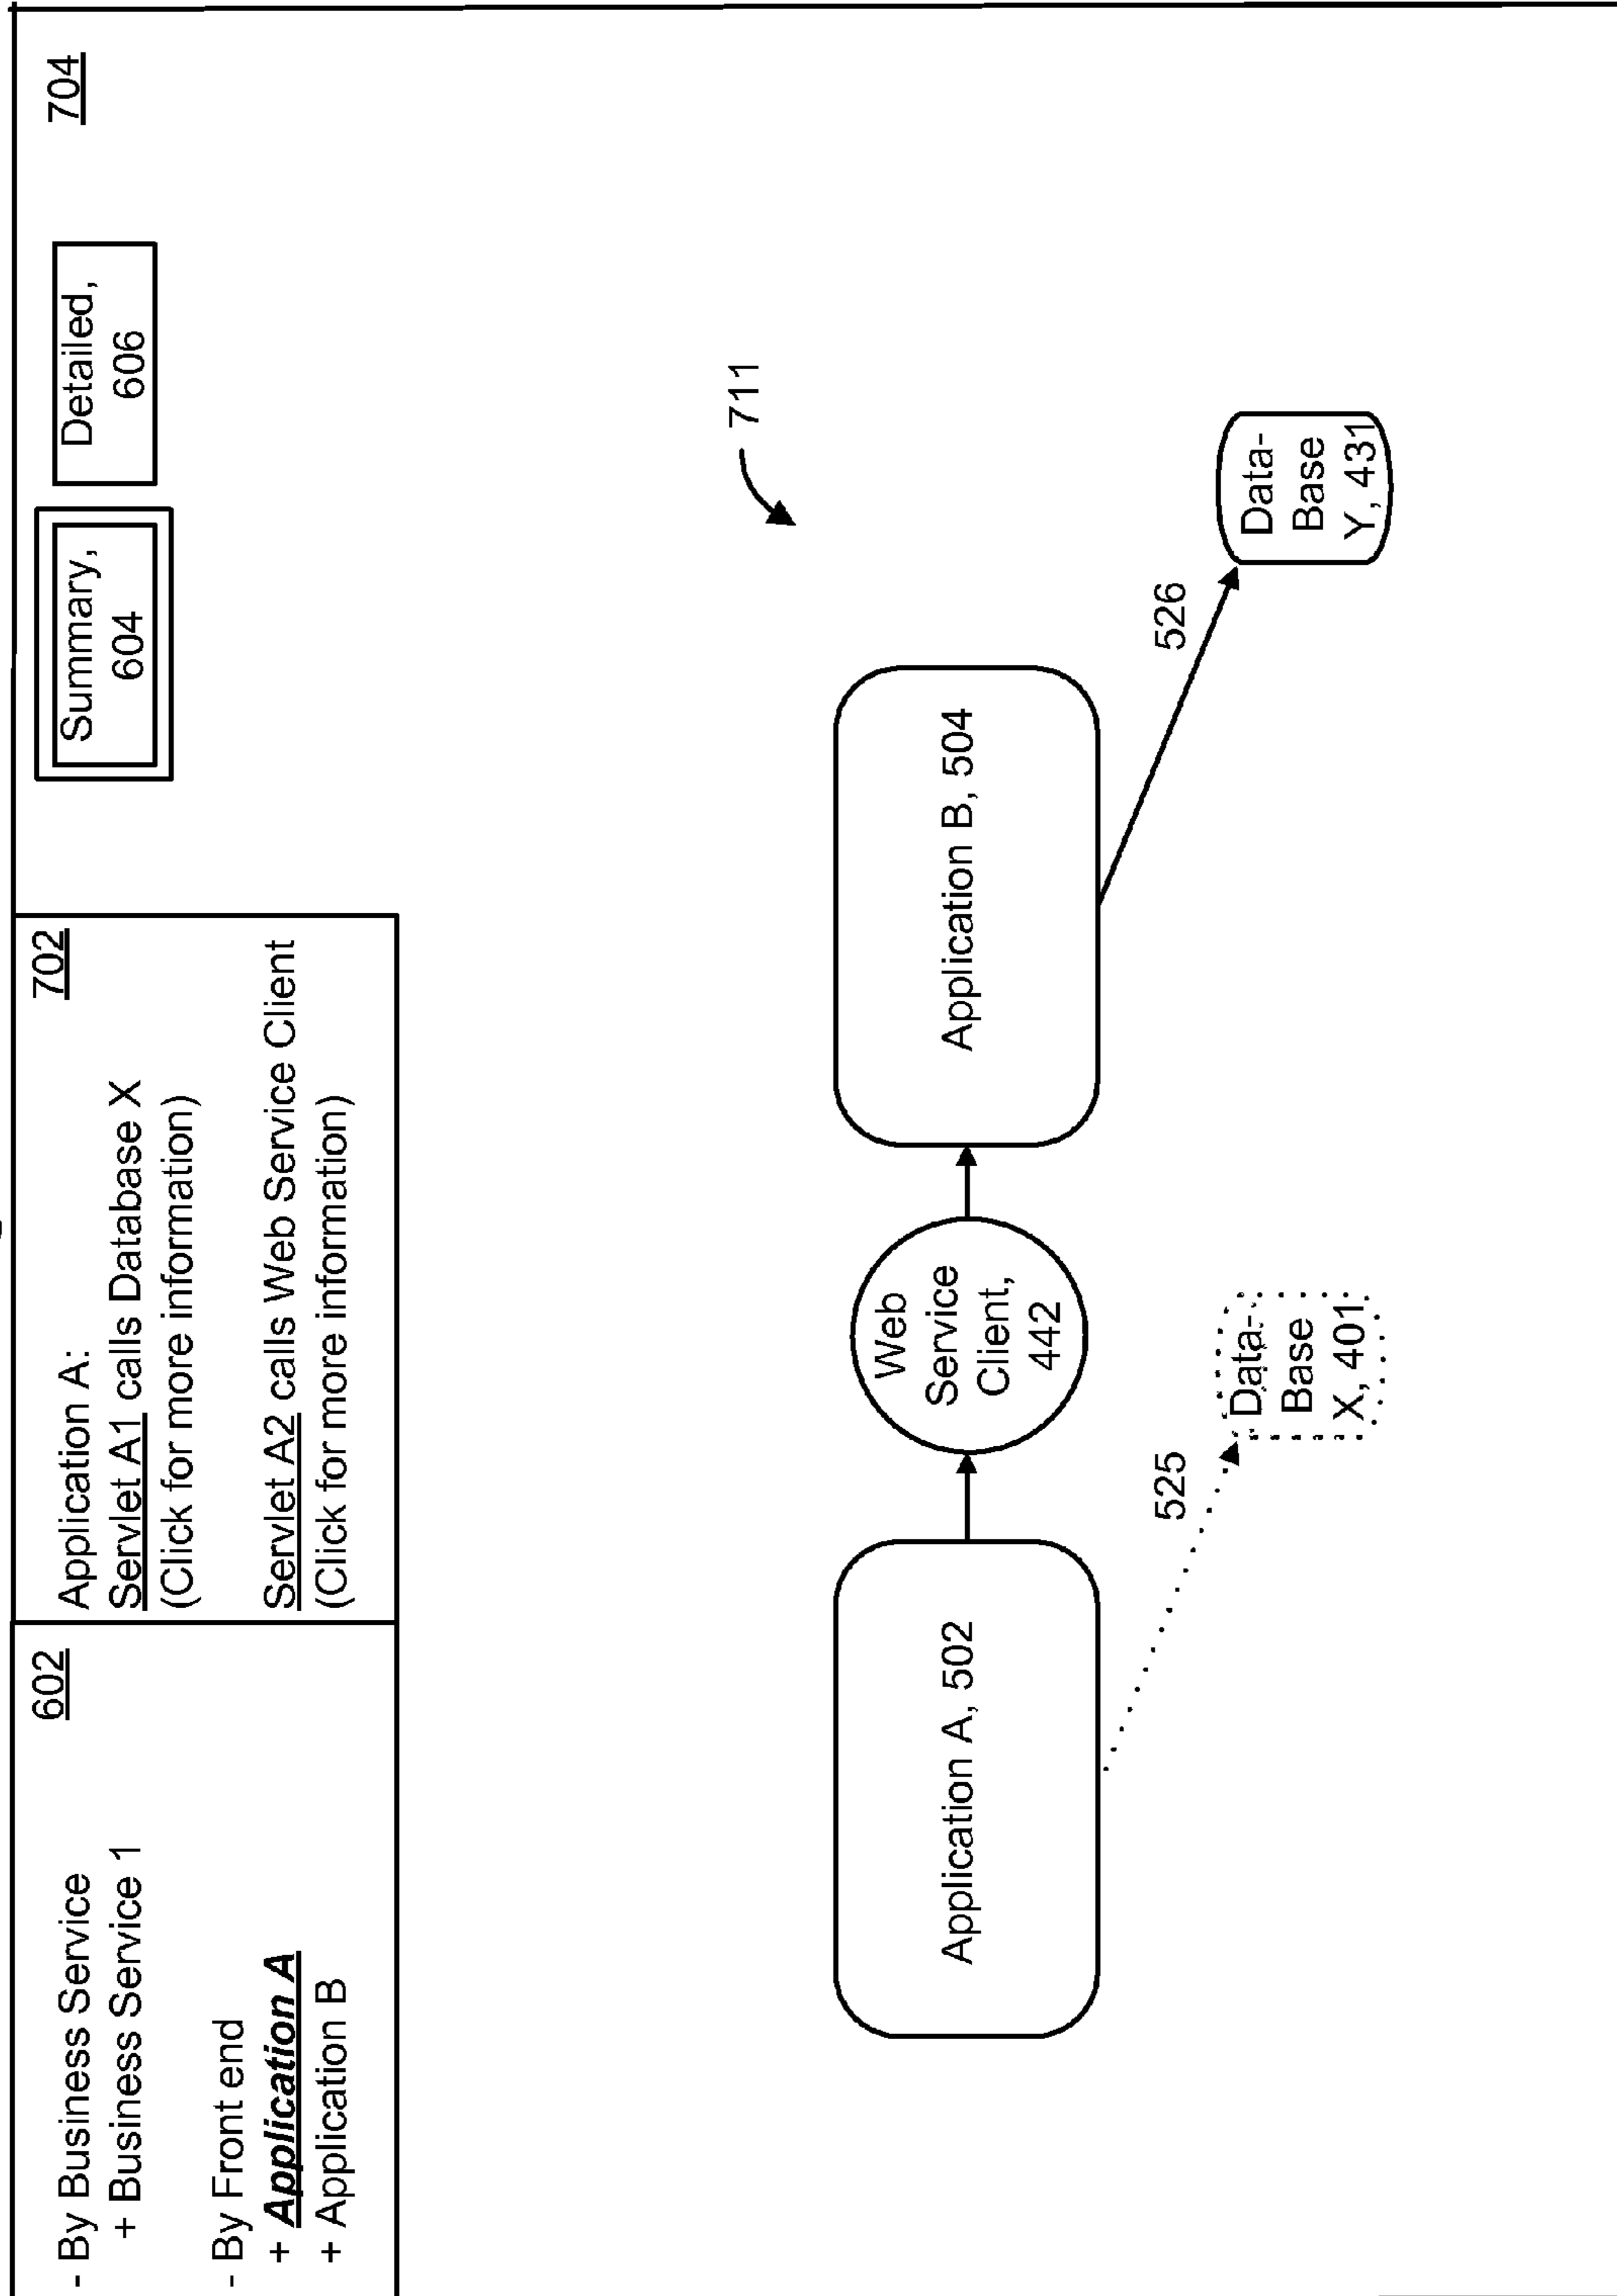 602
- By Business Service
+ Business Service 1
- By Front end
+ Application A
+ Application B
702
Application A:
Servlet A1 calls Database X
(Click for more information)
Servlet A2 calls Web Service Client
(Click for more information)
704
Summary,
604
Detailed,
606
711
Application A, 502
Web
Service
Client,
442
Application B, 504
525
Data-
Base
X, 401
526
Data-
Base
Y, 431